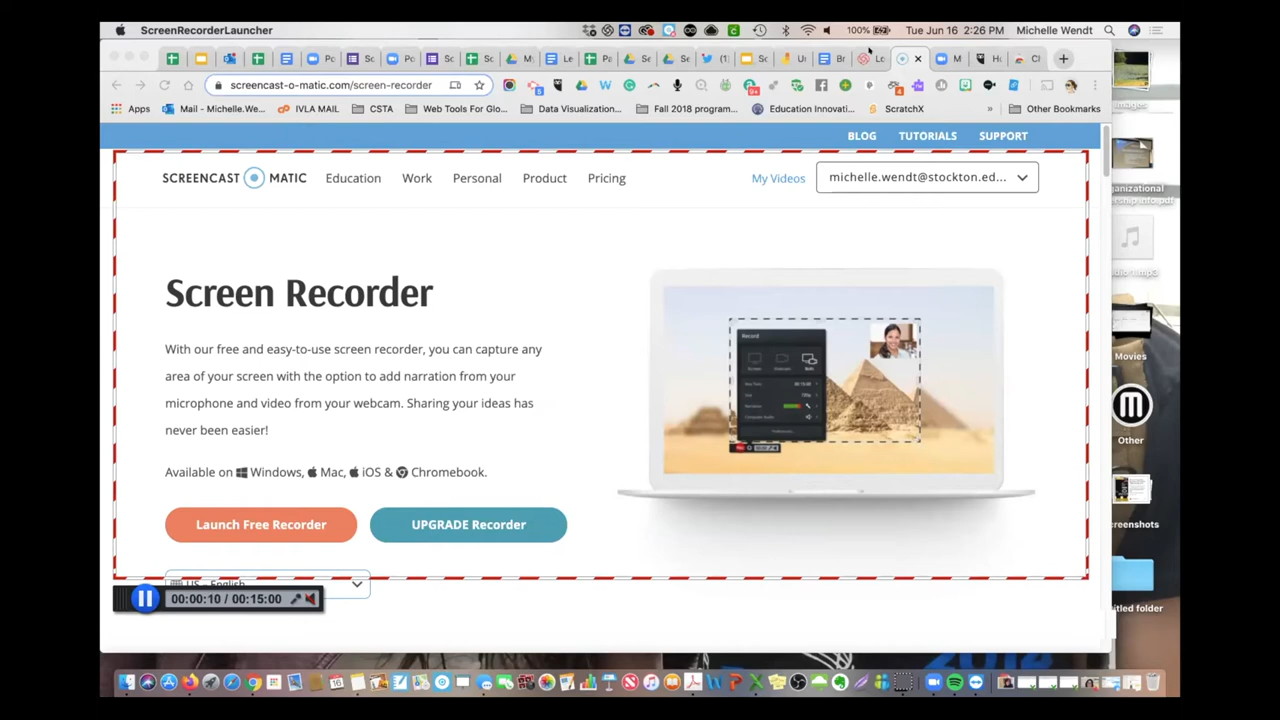 ScreenRecorderLauncher
100%
Tue Jun 16 2:26 PM
Michelle Wendt
screencast-o-matic.com/screen-recorder
Apps
Mail - Michelle.We...
IVLA MAIL
CSTA
Web Tools For Glo...
Data Visualization...
Fall 2018 program...
Education Innovati...
ScratchX
»
Other Bookmarks
BLOG
TUTORIALS
SUPPORT
SCREENCAST O MATIC
Education
Work
Personal
Product
Pricing
My Videos
michelle.wendt@stockton.ed...
Screen Recorder
With our free and easy-to-use screen recorder, you can capture any
area of your screen with the option to add narration from your
microphone and video from your webcam. Sharing your ideas has
never been easier!
Available on Windows, Mac, iOS & Chromebook.
Launch Free Recorder
UPGRADE Recorder
US - English
00:00:10 / 00:15:00
Record
Movies
Other